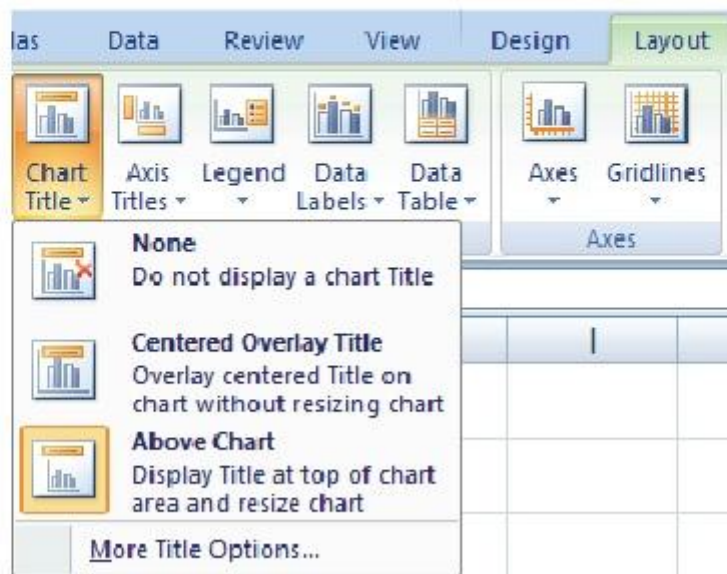 las Data Review View Design Layout
Chart Title Axis Titles Legend Data Labels Data Table Axes Gridlines
Axes
None
Do not display a chart Title
Centered Overlay Title
Overlay centered Title on
chart without resizing chart
Above Chart
Display Title at top of chart
area and resize chart
More Title Options...
I